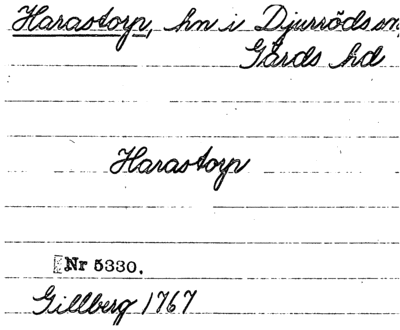 Harastorp, hn i Djurröds sn,
Gärds hd
Harastorp
Nr 5330.
Gillberg 1767